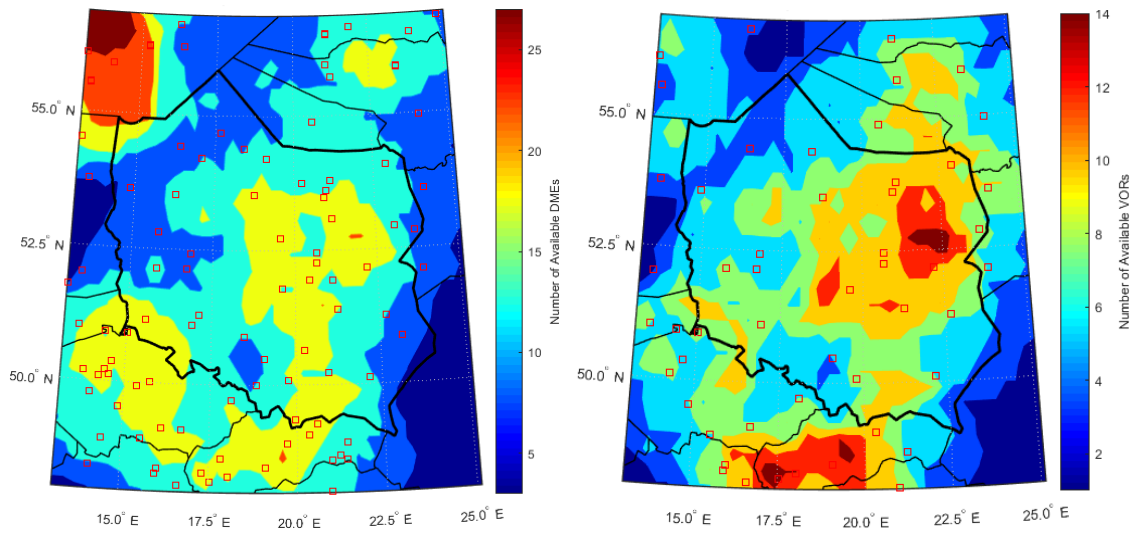 55.0° N
52.5° N
50.0° N
15.0° E
17.5° E
20.0° E
22.5° E
25.0° E
25
20
15
10
5
Number of Available DMEs
55.0° N
52.5° N
50.0° N
15.0° E
17.5° E
20.0° E
22.5° E
25.0° E
14
12
10
8
6
4
2
Number of Available VORs